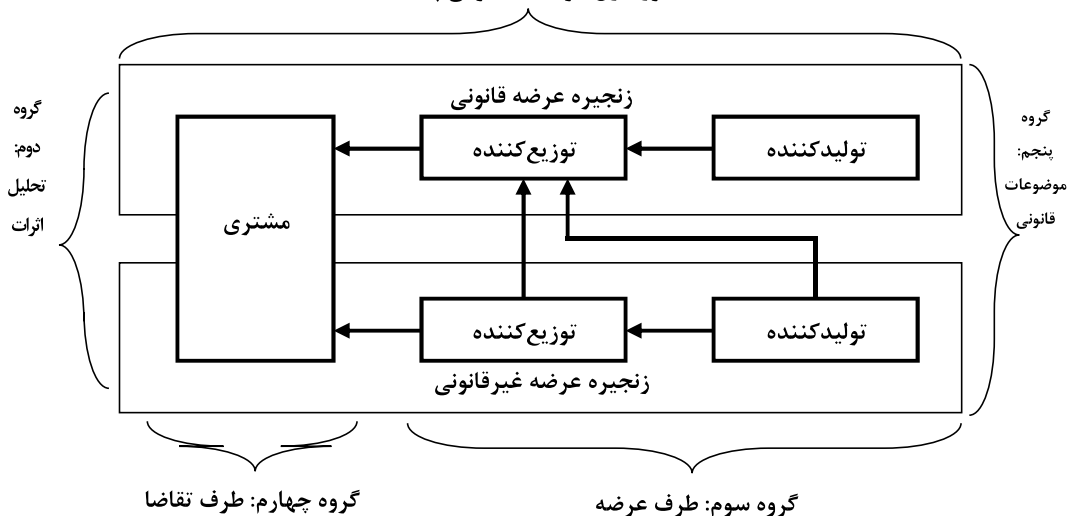 زنجیره عرضه قانونی
تولیدکننده
توزیع‌کننده
مشتری
تولیدکننده
توزیع‌کننده
زنجیره عرضه غیرقانونی
گروه
پنجم:
موضوعات
قانونی
گروه
دوم:
تحلیل
اثرات
گروه سوم: طرف عرضه
گروه چهارم: طرف تقاضا